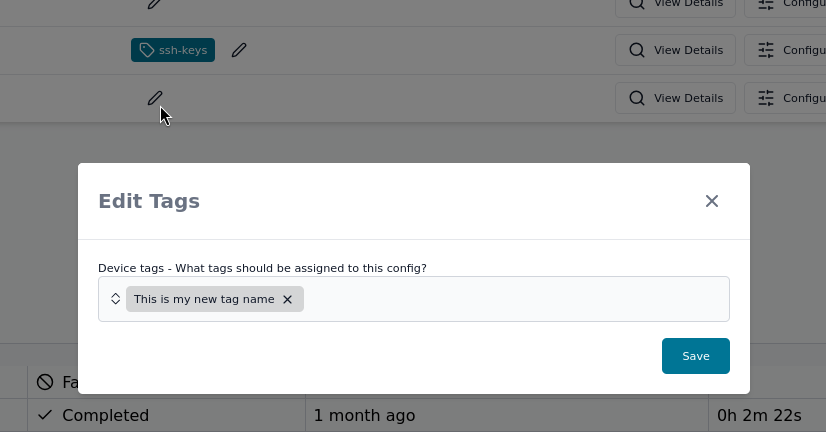 View Details Configu
ssh-keys View Details Configu
View Details Configu
Edit Tags
Device tags - What tags should be assigned to this config?
This is my new tag name
Save
Fa
Completed 1 month ago 0h 2m 22s